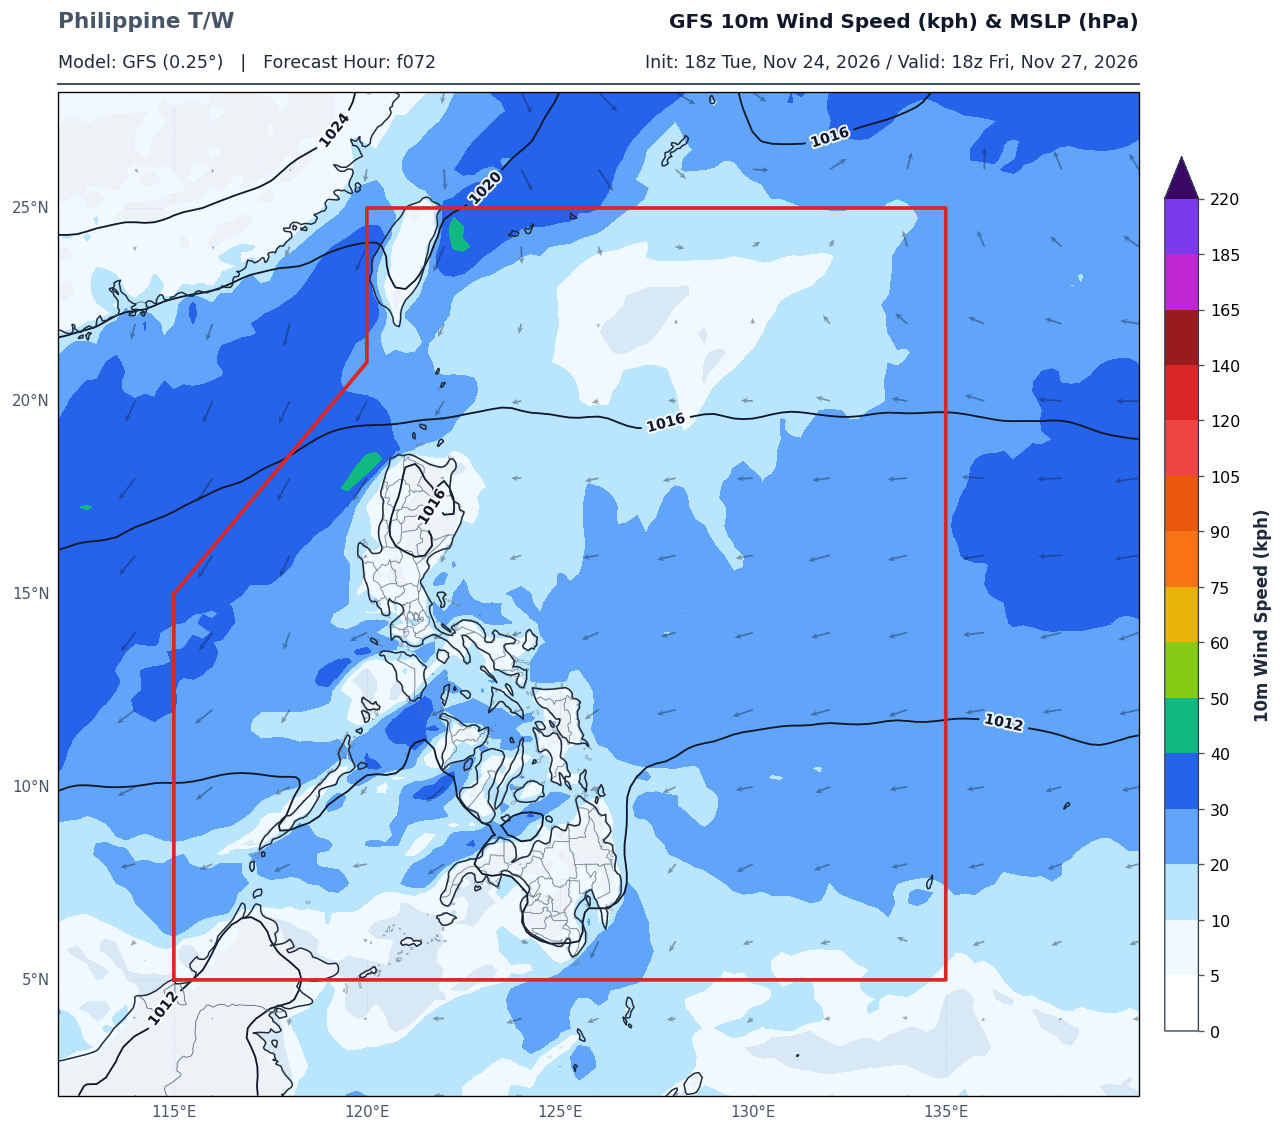 Philippine T/W
GFS 10m Wind Speed (kph) & MSLP (hPa)
Model: GFS (0.25°)   |   Forecast Hour: f072
Init: 18z Tue, Nov 24, 2026 / Valid: 18z Fri, Nov 27, 2026
1024
1016
1020
1016
1016
1012
1012
25°N
20°N
15°N
10°N
5°N
115°E
120°E
125°E
130°E
135°E
220
185
165
140
120
105
90
75
60
50
40
30
20
10
5
0
10m Wind Speed (kph)